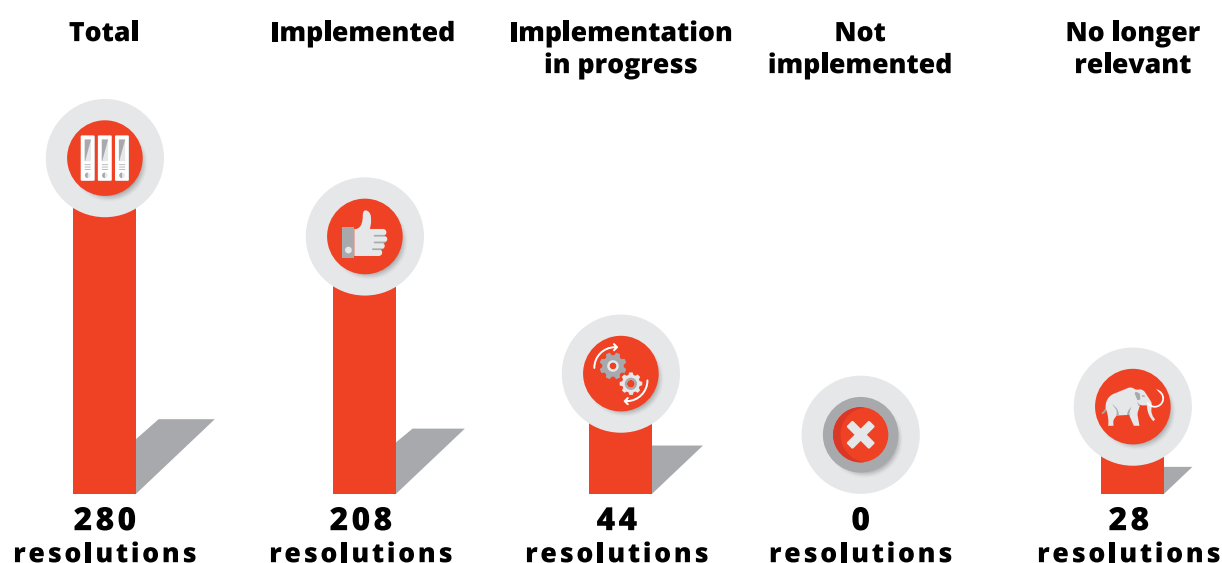 Total
Implemented
Implementation
in progress
Not
implemented
No longer
relevant
280
resolutions
208
resolutions
44
resolutions
0
resolutions
28
resolutions